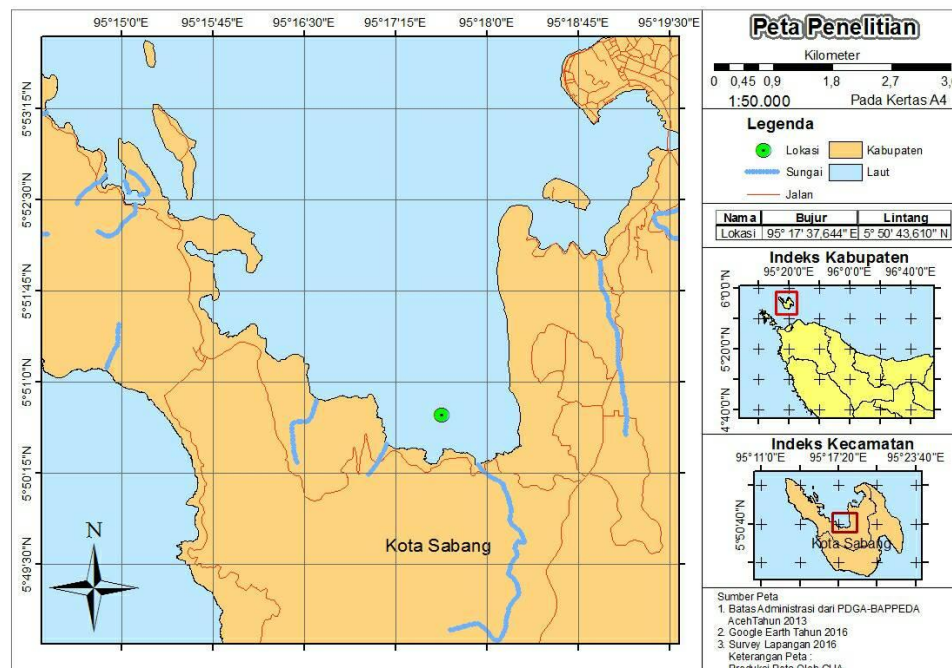 95°15'0"E 95°15'45"E 95°16'30"E 95°17'15"E 95°18'0"E 95°18'45"E 95°19'30"E
5°53'15"N
5°52'30"N
5°51'45"N
5°51'0"N
5°50'15"N
5°49'30"N
Kota Sabang
N
Peta Penelitian
Kilometer
0 0,45 0,9 1,8 2,7 3,6
1:50.000 Pada Kertas A4
Legenda
Lokasi Kabupaten
Sungai Laut
Jalan
Nama Bujur Lintang
Lokasi 95° 17' 37,644" E 5° 50' 43,610" N
Indeks Kabupaten
95°20'0"E 96°0'0"E 96°40'0"E
6°0'0"N
5°20'0"N
4°40'0"N
Indeks Kecamatan
95°11'0"E 95°17'20"E 95°23'40"E
5°50'40"N
Kota Sabang
Sumber Peta
1. Batas Administrasi dari PDGA-BAPPEDA
AcehTahun 2013
2. Google Earth Tahun 2016
3. Survey Lapangan 2016
Keterangan Peta :